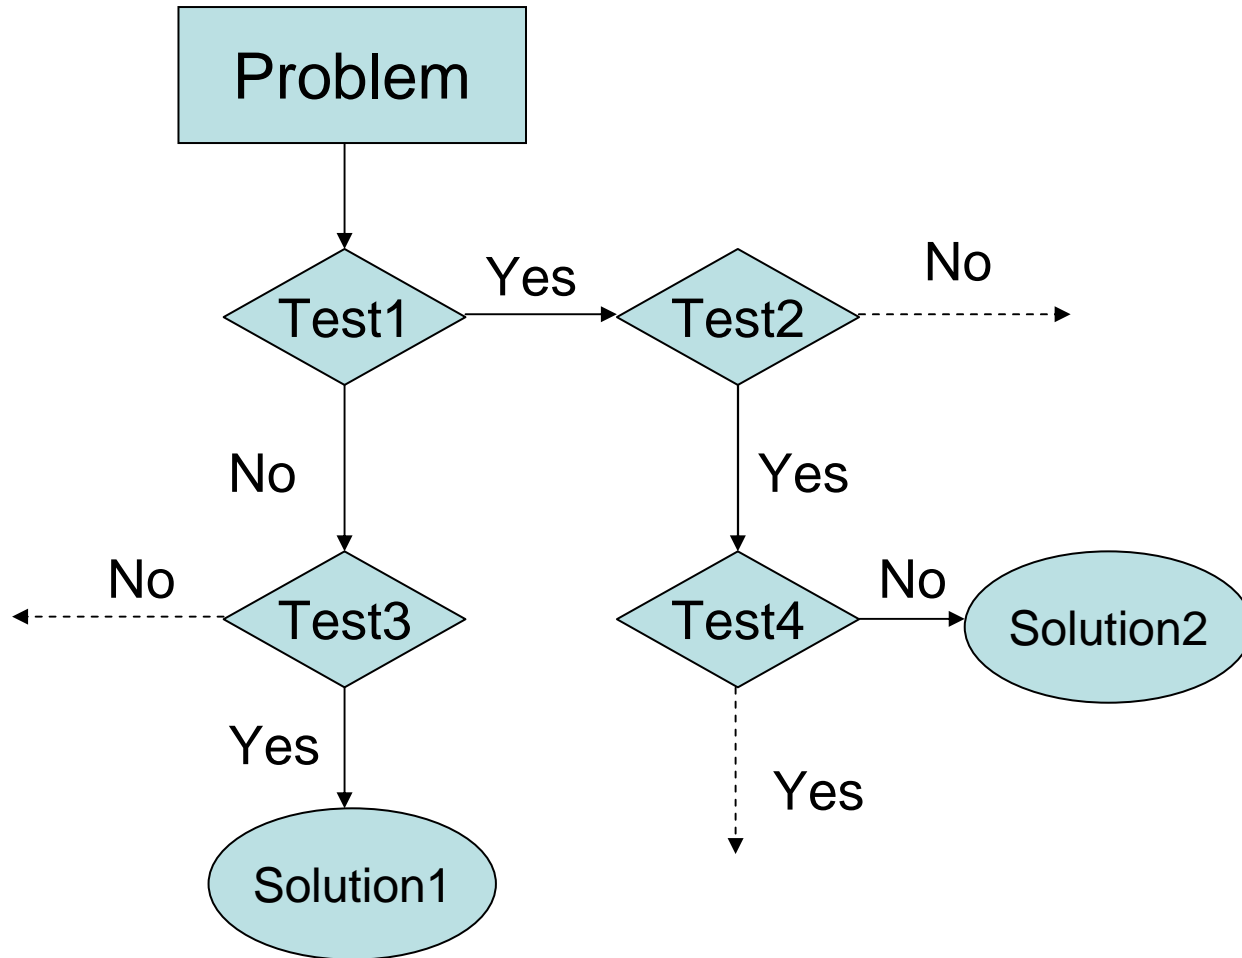 Problem
Test1
Yes
Test2
No
No
Yes
No
Test3
Test4
No
Solution2
Yes
Yes
Solution1